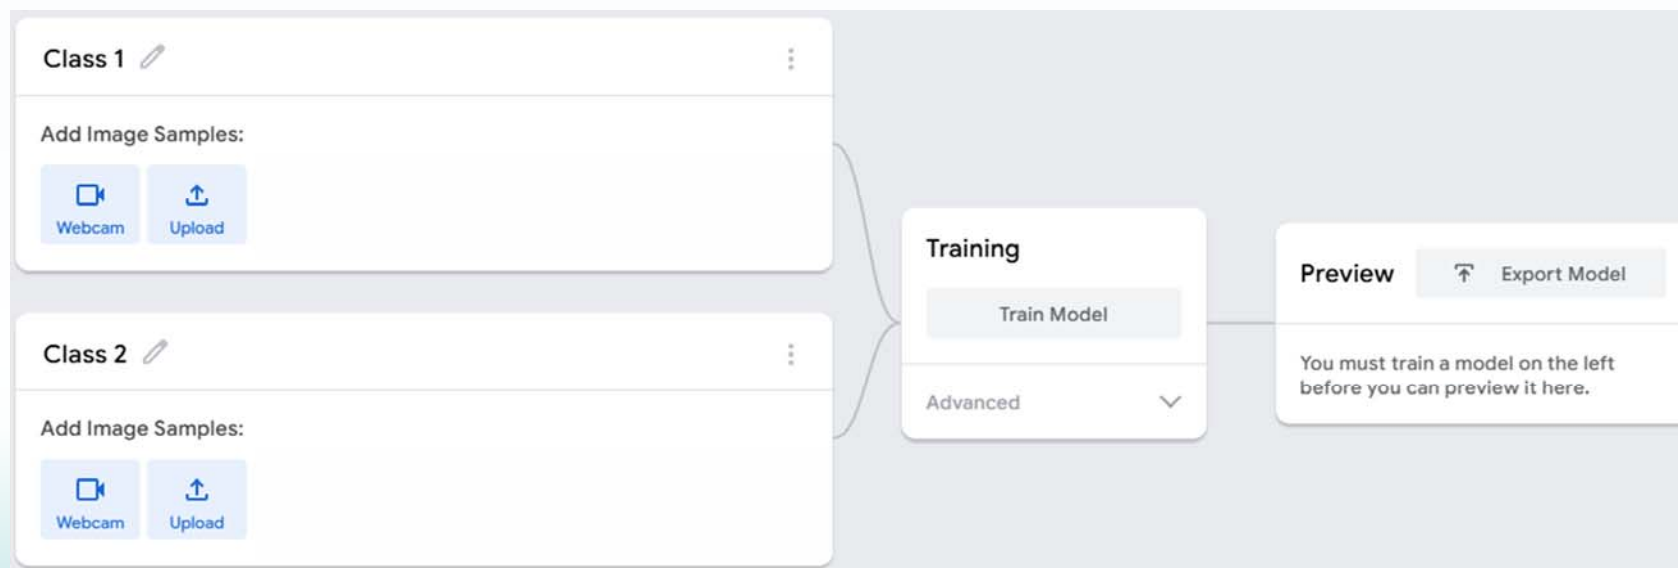 Class 1
Add Image Samples:
Webcam
Upload
Class 2
Add Image Samples:
Webcam
Upload
Training
Train Model
Advanced
Preview
Export Model
You must train a model on the left
before you can preview it here.